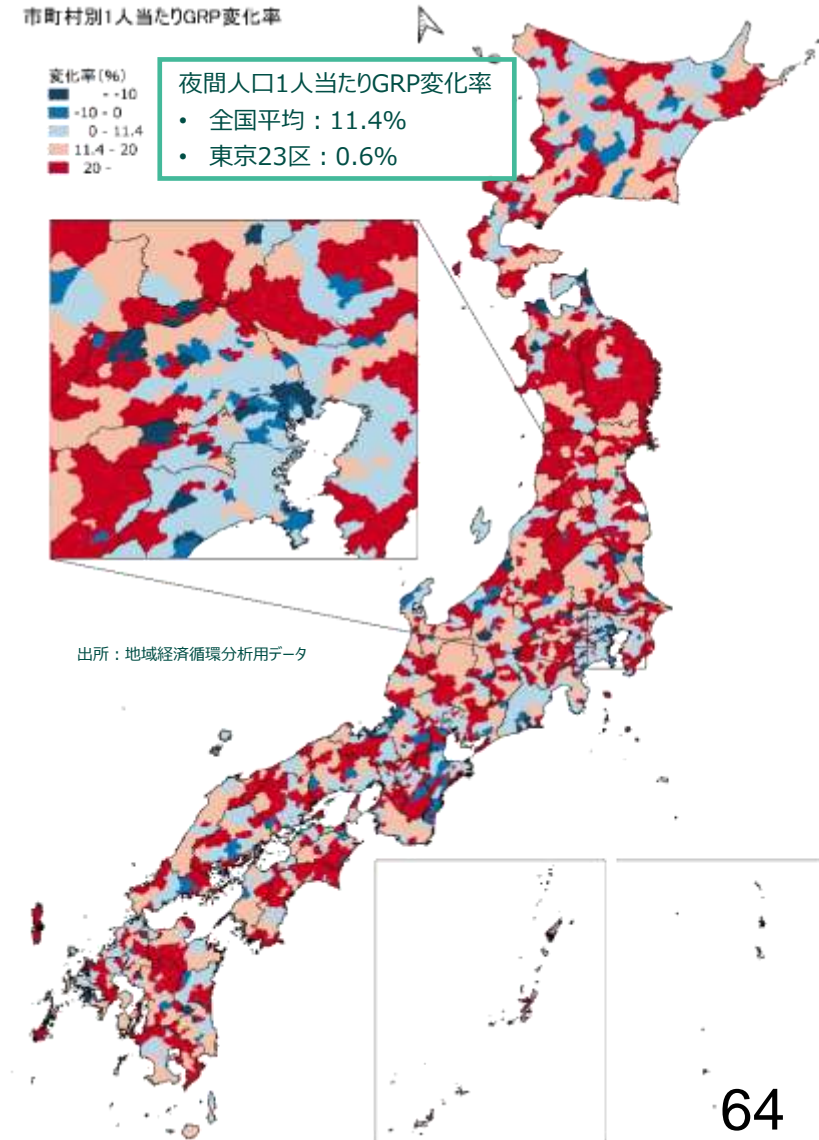 市町村別1人当たりGRP変化率
変化率(%)
- -10
-10 - 0
0 - 11.4
11.4 - 20
20 -
夜間人口1人当たりGRP変化率
• 全国平均：11.4%
• 東京23区：0.6%
出所：地域経済循環分析用データ
64